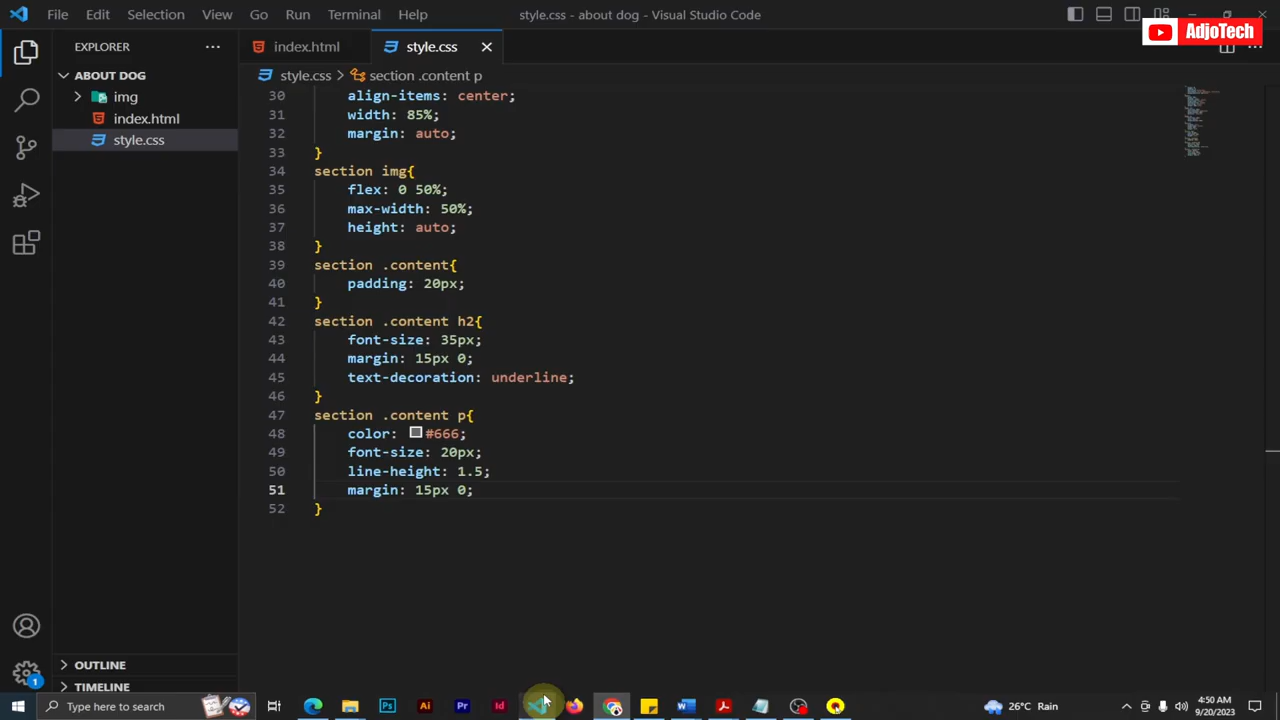 File Edit Selection View Go Run Terminal Help
style.css - about dog - Visual Studio Code
AdjoTech
EXPLORER
ABOUT DOG
img
index.html
style.css
OUTLINE
TIMELINE
1
index.html
style.css
style.css > section .content p
30 align-items: center;
31 width: 85%;
32 margin: auto;
33 }
34 section img{
35 flex: 0 50%;
36 max-width: 50%;
37 height: auto;
38 }
39 section .content{
40 padding: 20px;
41 }
42 section .content h2{
43 font-size: 35px;
44 margin: 15px 0;
45 text-decoration: underline;
46 }
47 section .content p{
48 color: #666;
49 font-size: 20px;
50 line-height: 1.5;
51 margin: 15px 0;
52 }
Type here to search
Ps Ai Pr Id
26°C Rain
4:50 AM
9/20/2023